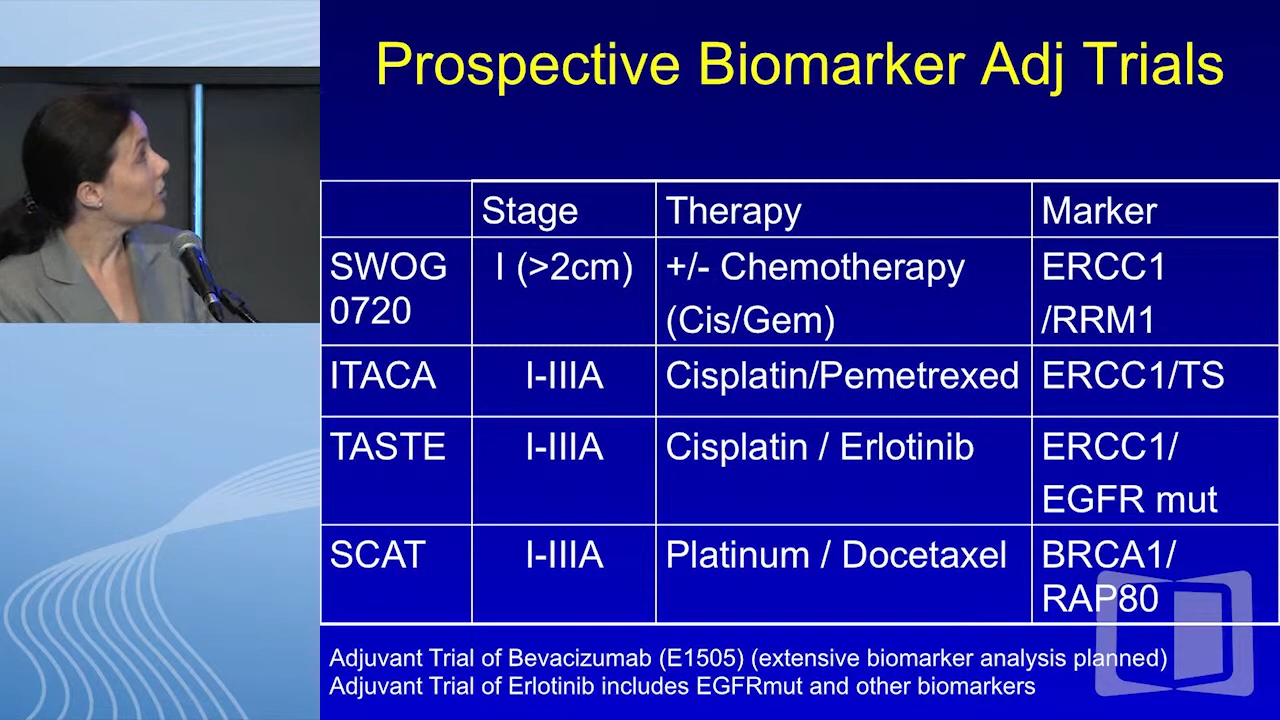 Prospective Biomarker Adj Trials
Stage Therapy Marker
SWOG 0720 I (>2cm) +/- Chemotherapy (Cis/Gem) ERCC1 /RRM1
ITACA I-IIIA Cisplatin/Pemetrexed ERCC1/TS
TASTE I-IIIA Cisplatin / Erlotinib ERCC1/ EGFR mut
SCAT I-IIIA Platinum / Docetaxel BRCA1/ RAP80
Adjuvant Trial of Bevacizumab (E1505) (extensive biomarker analysis planned)
Adjuvant Trial of Erlotinib includes EGFRmut and other biomarkers